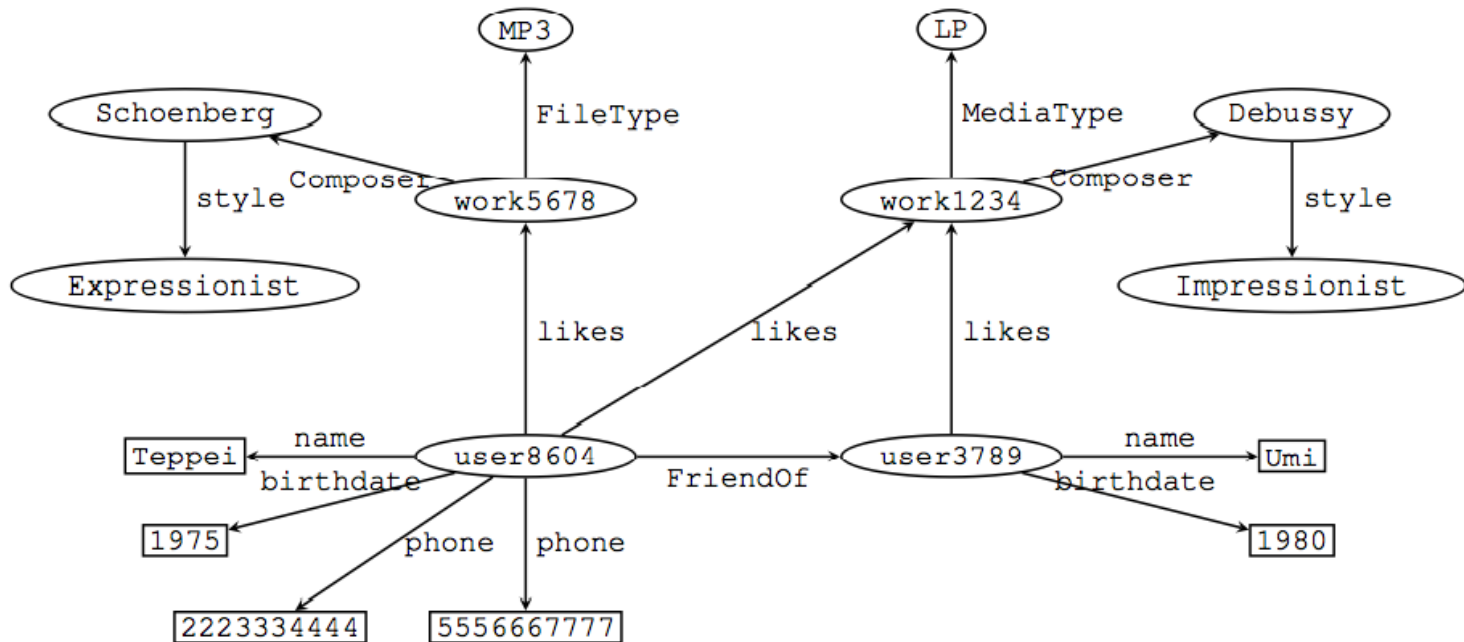 MP3
LP
Schoenberg
FileType
MediaType
Debussy
Composer
Composer
style
work5678
work1234
style
Expressionist
Impressionist
likes
likes
likes
Teppei
name
user8604
FriendOf
user3789
name
Umi
birthdate
birthdate
1975
phone
phone
1980
2223334444
5556667777